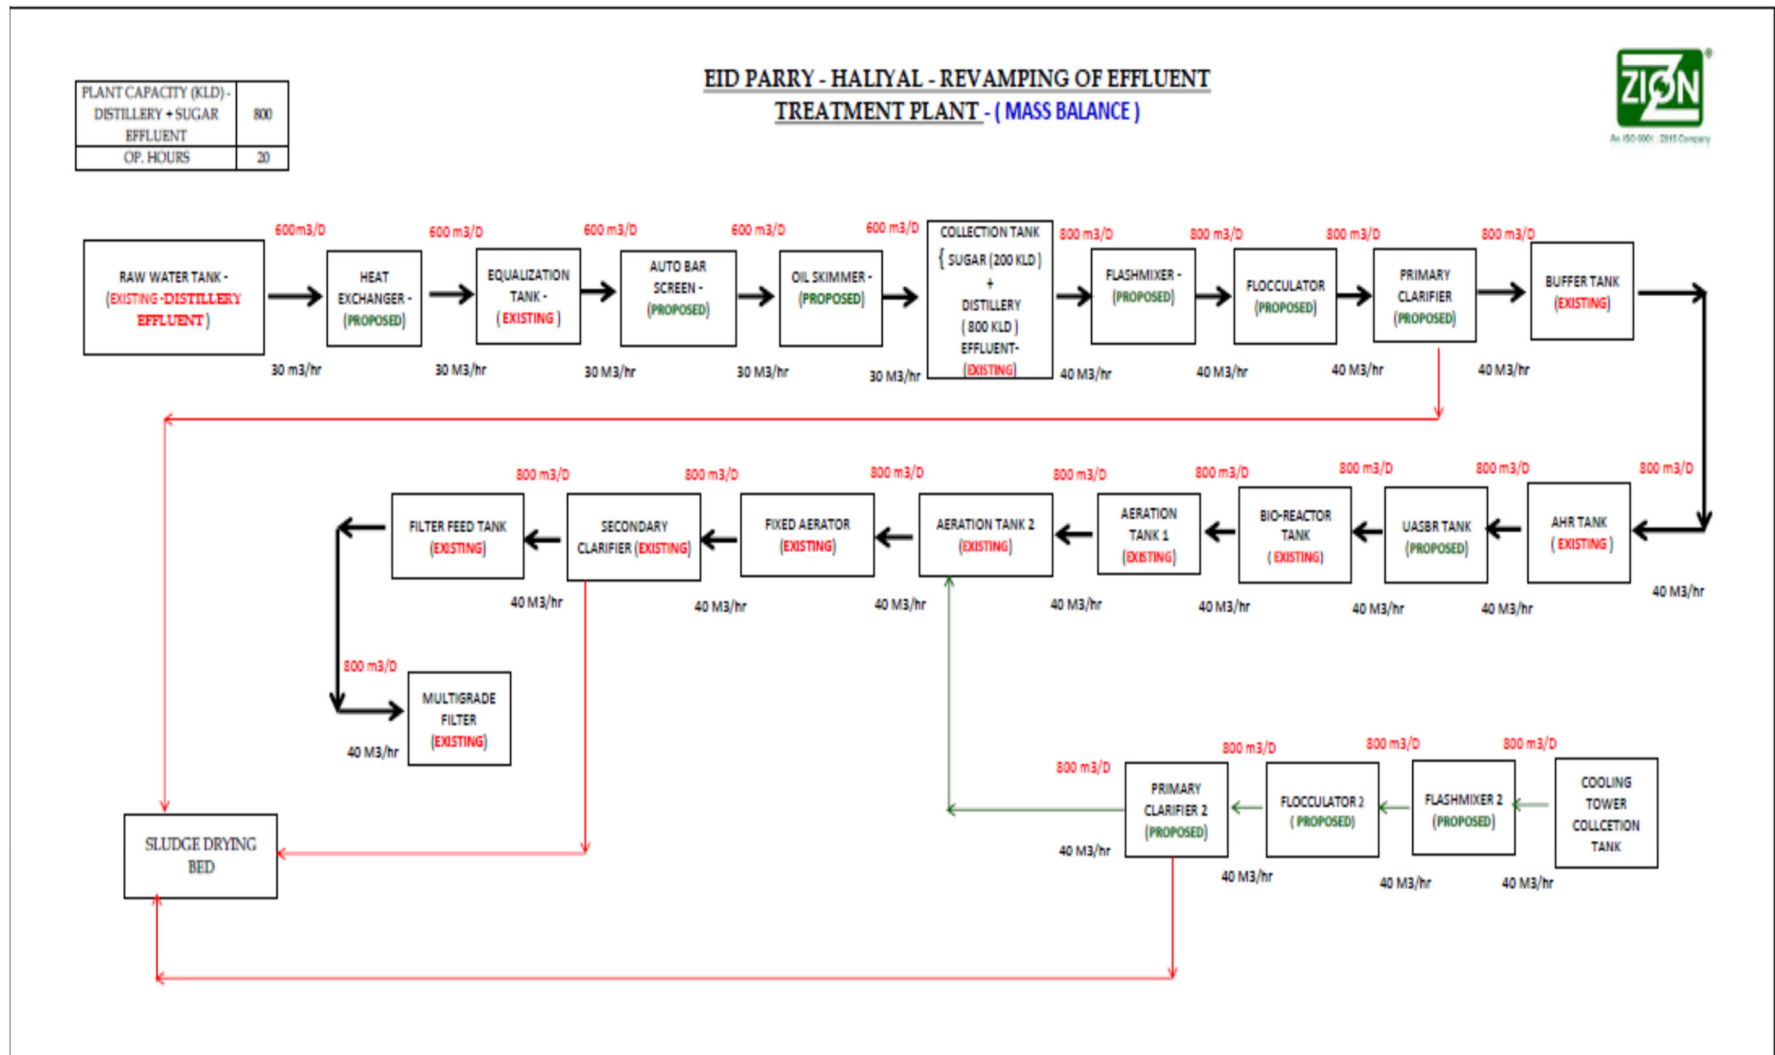 PLANT CAPACITY (KLD) -
DISTILLERY + SUGAR
EFFLUENT
800
OP. HOURS
20
EID PARRY - HALIYAL - REVAMPING OF EFFLUENT
TREATMENT PLANT - ( MASS BALANCE )
ZION
®
An ISO 9001 : 2015 Company
600m3/D
600 m3/D
600 m3/D
600 m3/D
600 m3/D
800 m3/D
800 m3/D
800 m3/D
800 m3/D
RAW WATER TANK -
(EXISTING -DISTILLERY
EFFLUENT )
HEAT
EXCHANGER -
(PROPOSED)
EQUALIZATION
TANK -
( EXISTING )
AUTO BAR
SCREEN -
(PROPOSED)
OIL SKIMMER -
(PROPOSED)
COLLECTION TANK
{ SUGAR (200 KLD )
+
DISTILLERY
( 800 KLD )
EFFLUENT-
(EXISTING)
FLASHMIXER -
(PROPOSED)
FLOCCULATOR
(PROPOSED)
PRIMARY
CLARIFIER
(PROPOSED)
BUFFER TANK
(EXISTING)
30 m3/hr
30 M3/hr
30 M3/hr
30 M3/hr
30 M3/hr
40 M3/hr
40 M3/hr
40 M3/hr
40 M3/hr
800 m3/D
800 m3/D
800 m3/D
800 m3/D
800 m3/D
800 m3/D
800 m3/D
800 m3/D
FILTER FEED TANK
(EXISTING)
SECONDARY
CLARIFIER (EXISTING)
FIXED AERATOR
(EXISTING)
AERATION TANK 2
(EXISTING)
AERATION
TANK 1
(EXISTING)
BIO-REACTOR
TANK
( EXISTING)
UASBR TANK
(PROPOSED)
AHR TANK
( EXISTING )
40 M3/hr
40 M3/hr
40 M3/hr
40 M3/hr
40 M3/hr
40 M3/hr
40 M3/hr
40 M3/hr
800 m3/D
MULTIGRADE
FILTER
(EXISTING)
40 M3/hr
800 m3/D
800 m3/D
800 m3/D
800 m3/D
PRIMARY
CLARIFIER 2
(PROPOSED)
FLOCCULATOR 2
( PROPOSED)
FLASHMIXER 2
(PROPOSED)
COOLING
TOWER
COLLCETION
TANK
40 M3/hr
40 M3/hr
40 M3/hr
40 M3/hr
SLUDGE DRYING
BED